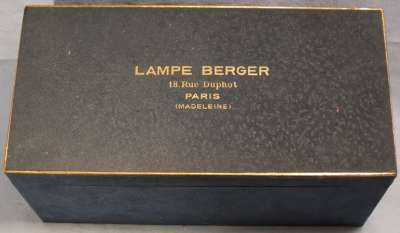 LAMPE BERGER
18.Rue Duphot
PARIS
(MADELEINE)